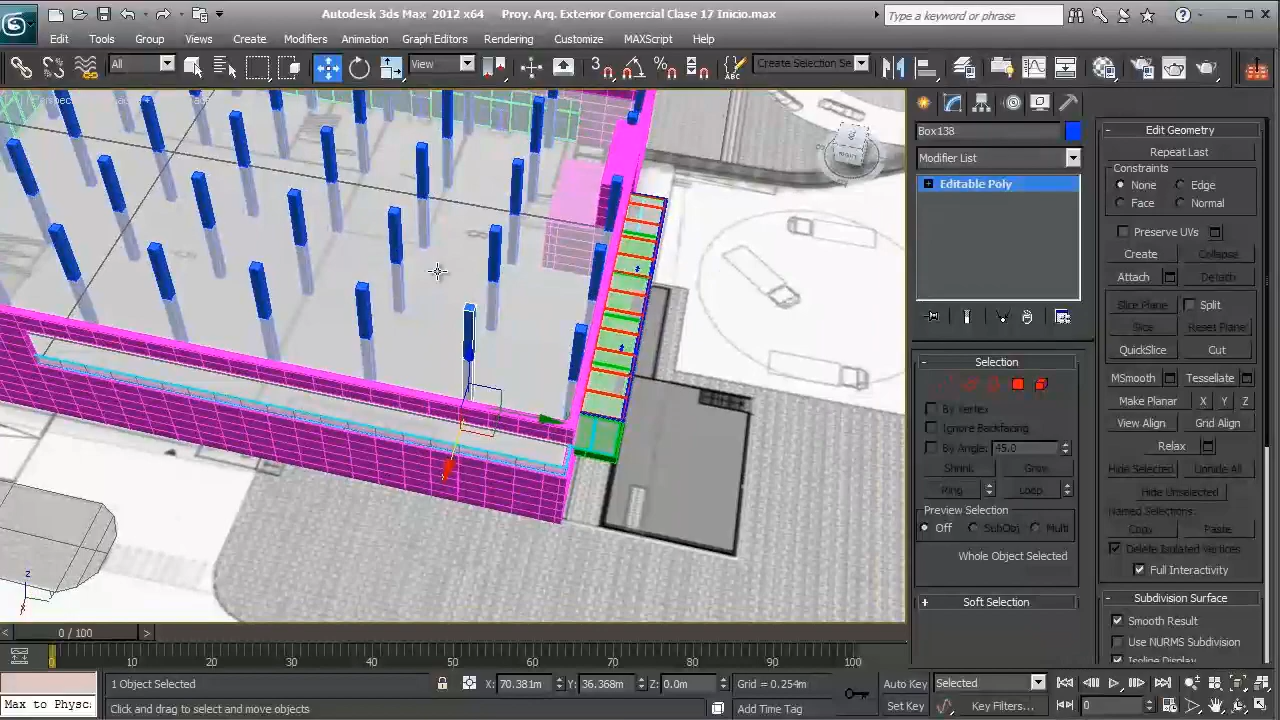 Autodesk 3ds Max 2012 x64 Proy. Arq. Exterior Comercial Clase 17 Inicio.max
Type a keyword or phrase
Edit Tools Group Views Create Modifiers Animation Graph Editors Rendering Customize MAXScript Help
All View Create Selection Se
Box138
Modifier List
Editable Poly
Selection
By Vertex
Ignore Backfacing
By Angle: 45.0
Shrink Grow
Ring Loop
Preview Selection
Off SubObj Multi
Whole Object Selected
Soft Selection
Edit Geometry
Repeat Last
Constraints
None Edge
Face Normal
Preserve UVs
Create Collapse
Attach Detach
Slice Plane Split
Slice Reset Plane
QuickSlice Cut
MSmooth Tessellate
Make Planar X Y Z
View Align Grid Align
Relax
Hide Selected Unhide All
Hide Unselected
Named Selections:
Copy Paste
Delete Isolated Vertices
Full Interactivity
Subdivision Surface
Smooth Result
Use NURMS Subdivision
Isoline Display
RIGHT
z
x
0 / 100
0 10 20 30 40 50 60 70 80 90 100
1 Object Selected X: 70.381m Y: 36.368m Z: 0.0m Grid = 0.254m Auto Key Selected
Max to Physc: Click and drag to select and move objects Add Time Tag Set Key Key Filters... 0